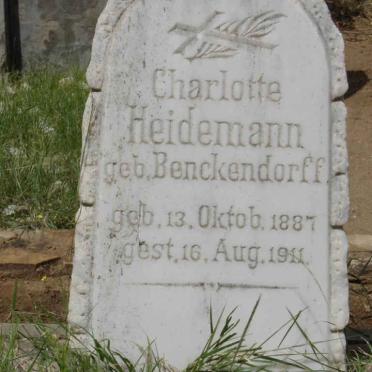 Charlotte
Heidemann
geb. Benckendorff
geb. 13. Oktob. 1887
gest. 16. Aug. 1911.